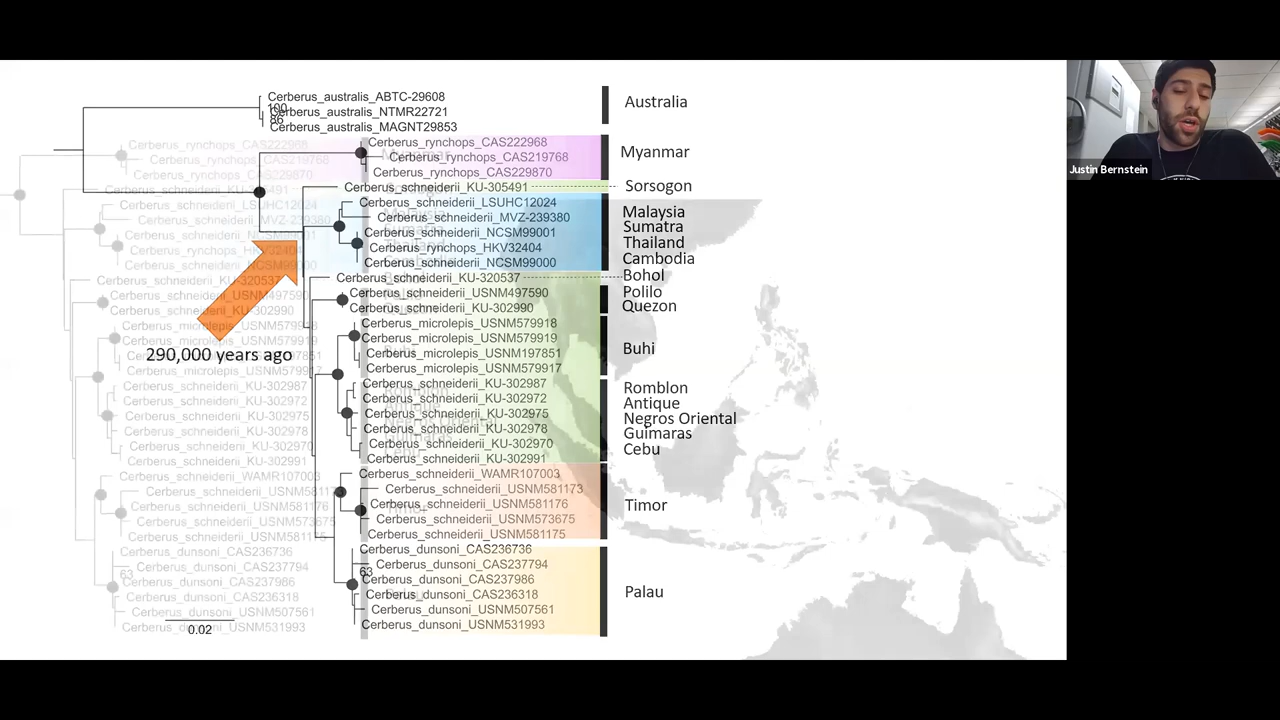 Cerberus_australis_ABTC-29608
100
Cerberus_australis_NTMR22721
86
Cerberus_australis_MAGNT29853
Australia
Cerberus_rynchops_CAS222968
Cerberus_rynchops_CAS219768
Cerberus_rynchops_CAS229870
Myanmar
Cerberus_schneiderii_KU-305491
Sorsogon
Cerberus_schneiderii_LSUHC12024
Cerberus_schneiderii_MVZ-239380
Cerberus_schneiderii_NCSM99001
Cerberus_rynchops_HKV32404
Cerberus_schneiderii_NCSM99000
Malaysia
Sumatra
Thailand
Cambodia
Cerberus_schneiderii_KU-320537
Bohol
Cerberus_schneiderii_USNM497590
Cerberus_schneiderii_KU-302990
Polilo
Quezon
Cerberus_microlepis_USNM579918
Cerberus_microlepis_USNM579919
Cerberus_microlepis_USNM197851
Cerberus_microlepis_USNM579917
Buhi
Cerberus_schneiderii_KU-302987
Cerberus_schneiderii_KU-302972
Cerberus_schneiderii_KU-302975
Cerberus_schneiderii_KU-302978
Cerberus_schneiderii_KU-302970
Cerberus_schneiderii_KU-302991
Romblon
Antique
Negros Oriental
Guimaras
Cebu
Cerberus_schneiderii_WAMR107003
Cerberus_schneiderii_USNM581173
Cerberus_schneiderii_USNM581176
Cerberus_schneiderii_USNM573675
Cerberus_schneiderii_USNM581175
Timor
Cerberus_dunsoni_CAS236736
Cerberus_dunsoni_CAS237794
63
Cerberus_dunsoni_CAS237986
Cerberus_dunsoni_CAS236318
Cerberus_dunsoni_USNM507561
Cerberus_dunsoni_USNM531993
Palau
290,000 years ago
0.02
Justin Bernstein